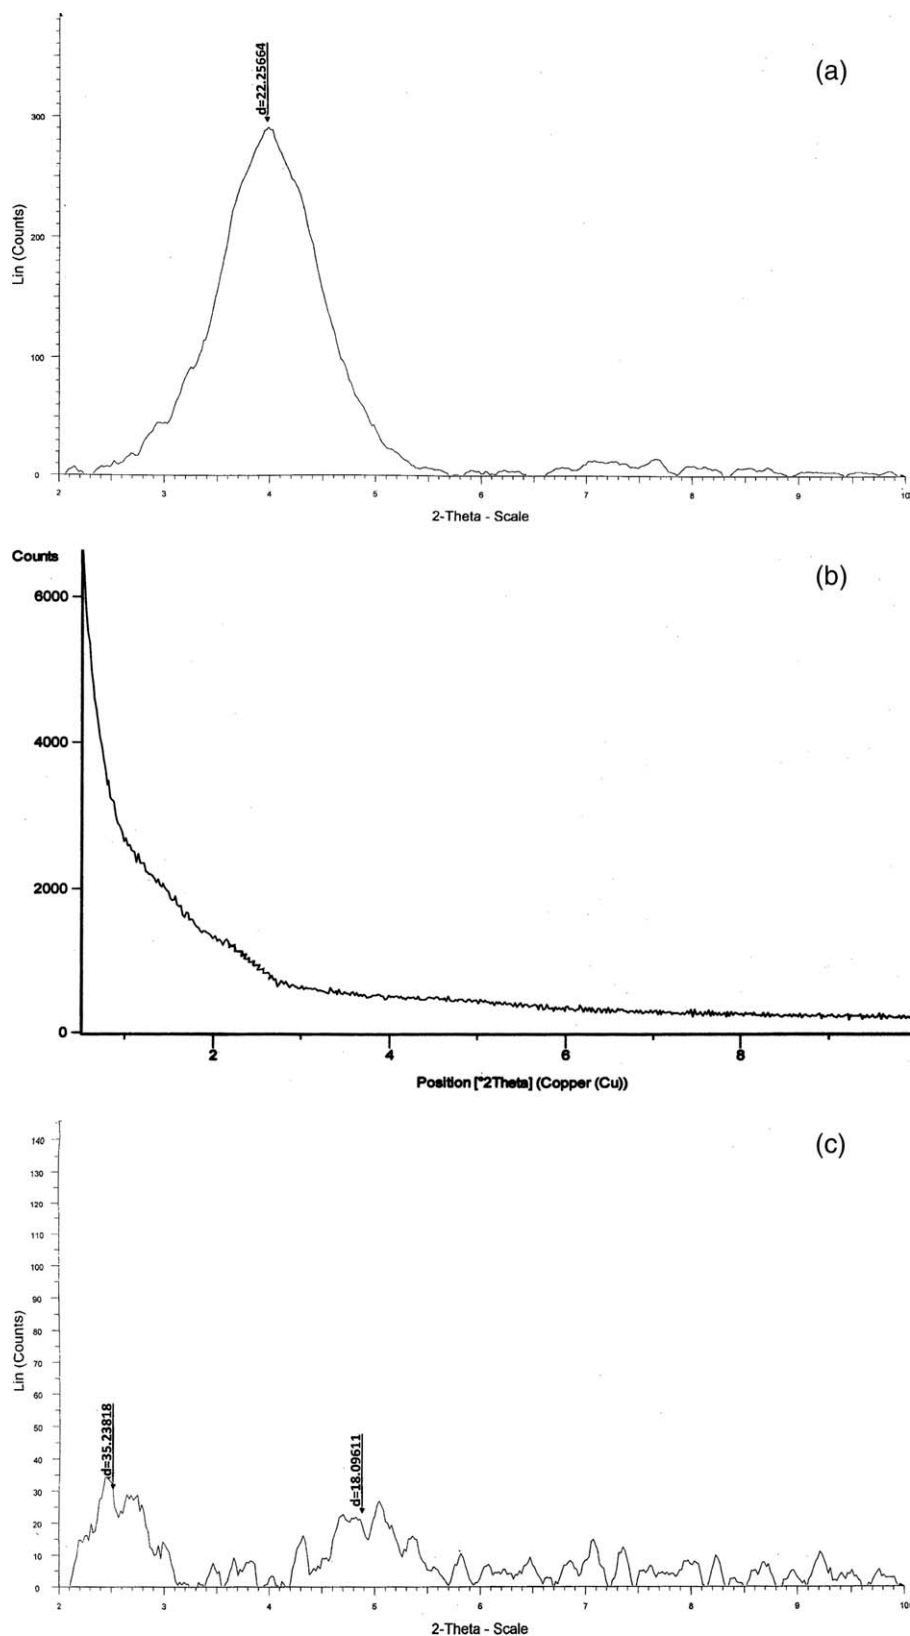 (a)
d=22.25664
Lin (Counts)
300
200
100
0
2 3 4 5 6 7 8 9 10
2-Theta - Scale
(b)
Counts
6000
4000
2000
0
2 4 6 8
Position [°2Theta] (Copper (Cu))
(c)
140
130
120
110
100
90
80
70
60
50
40
30
20
10
0
Lin (Counts)
d=35.23818
d=18.09611
2 3 4 5 6 7 8 9 10
2-Theta - Scale